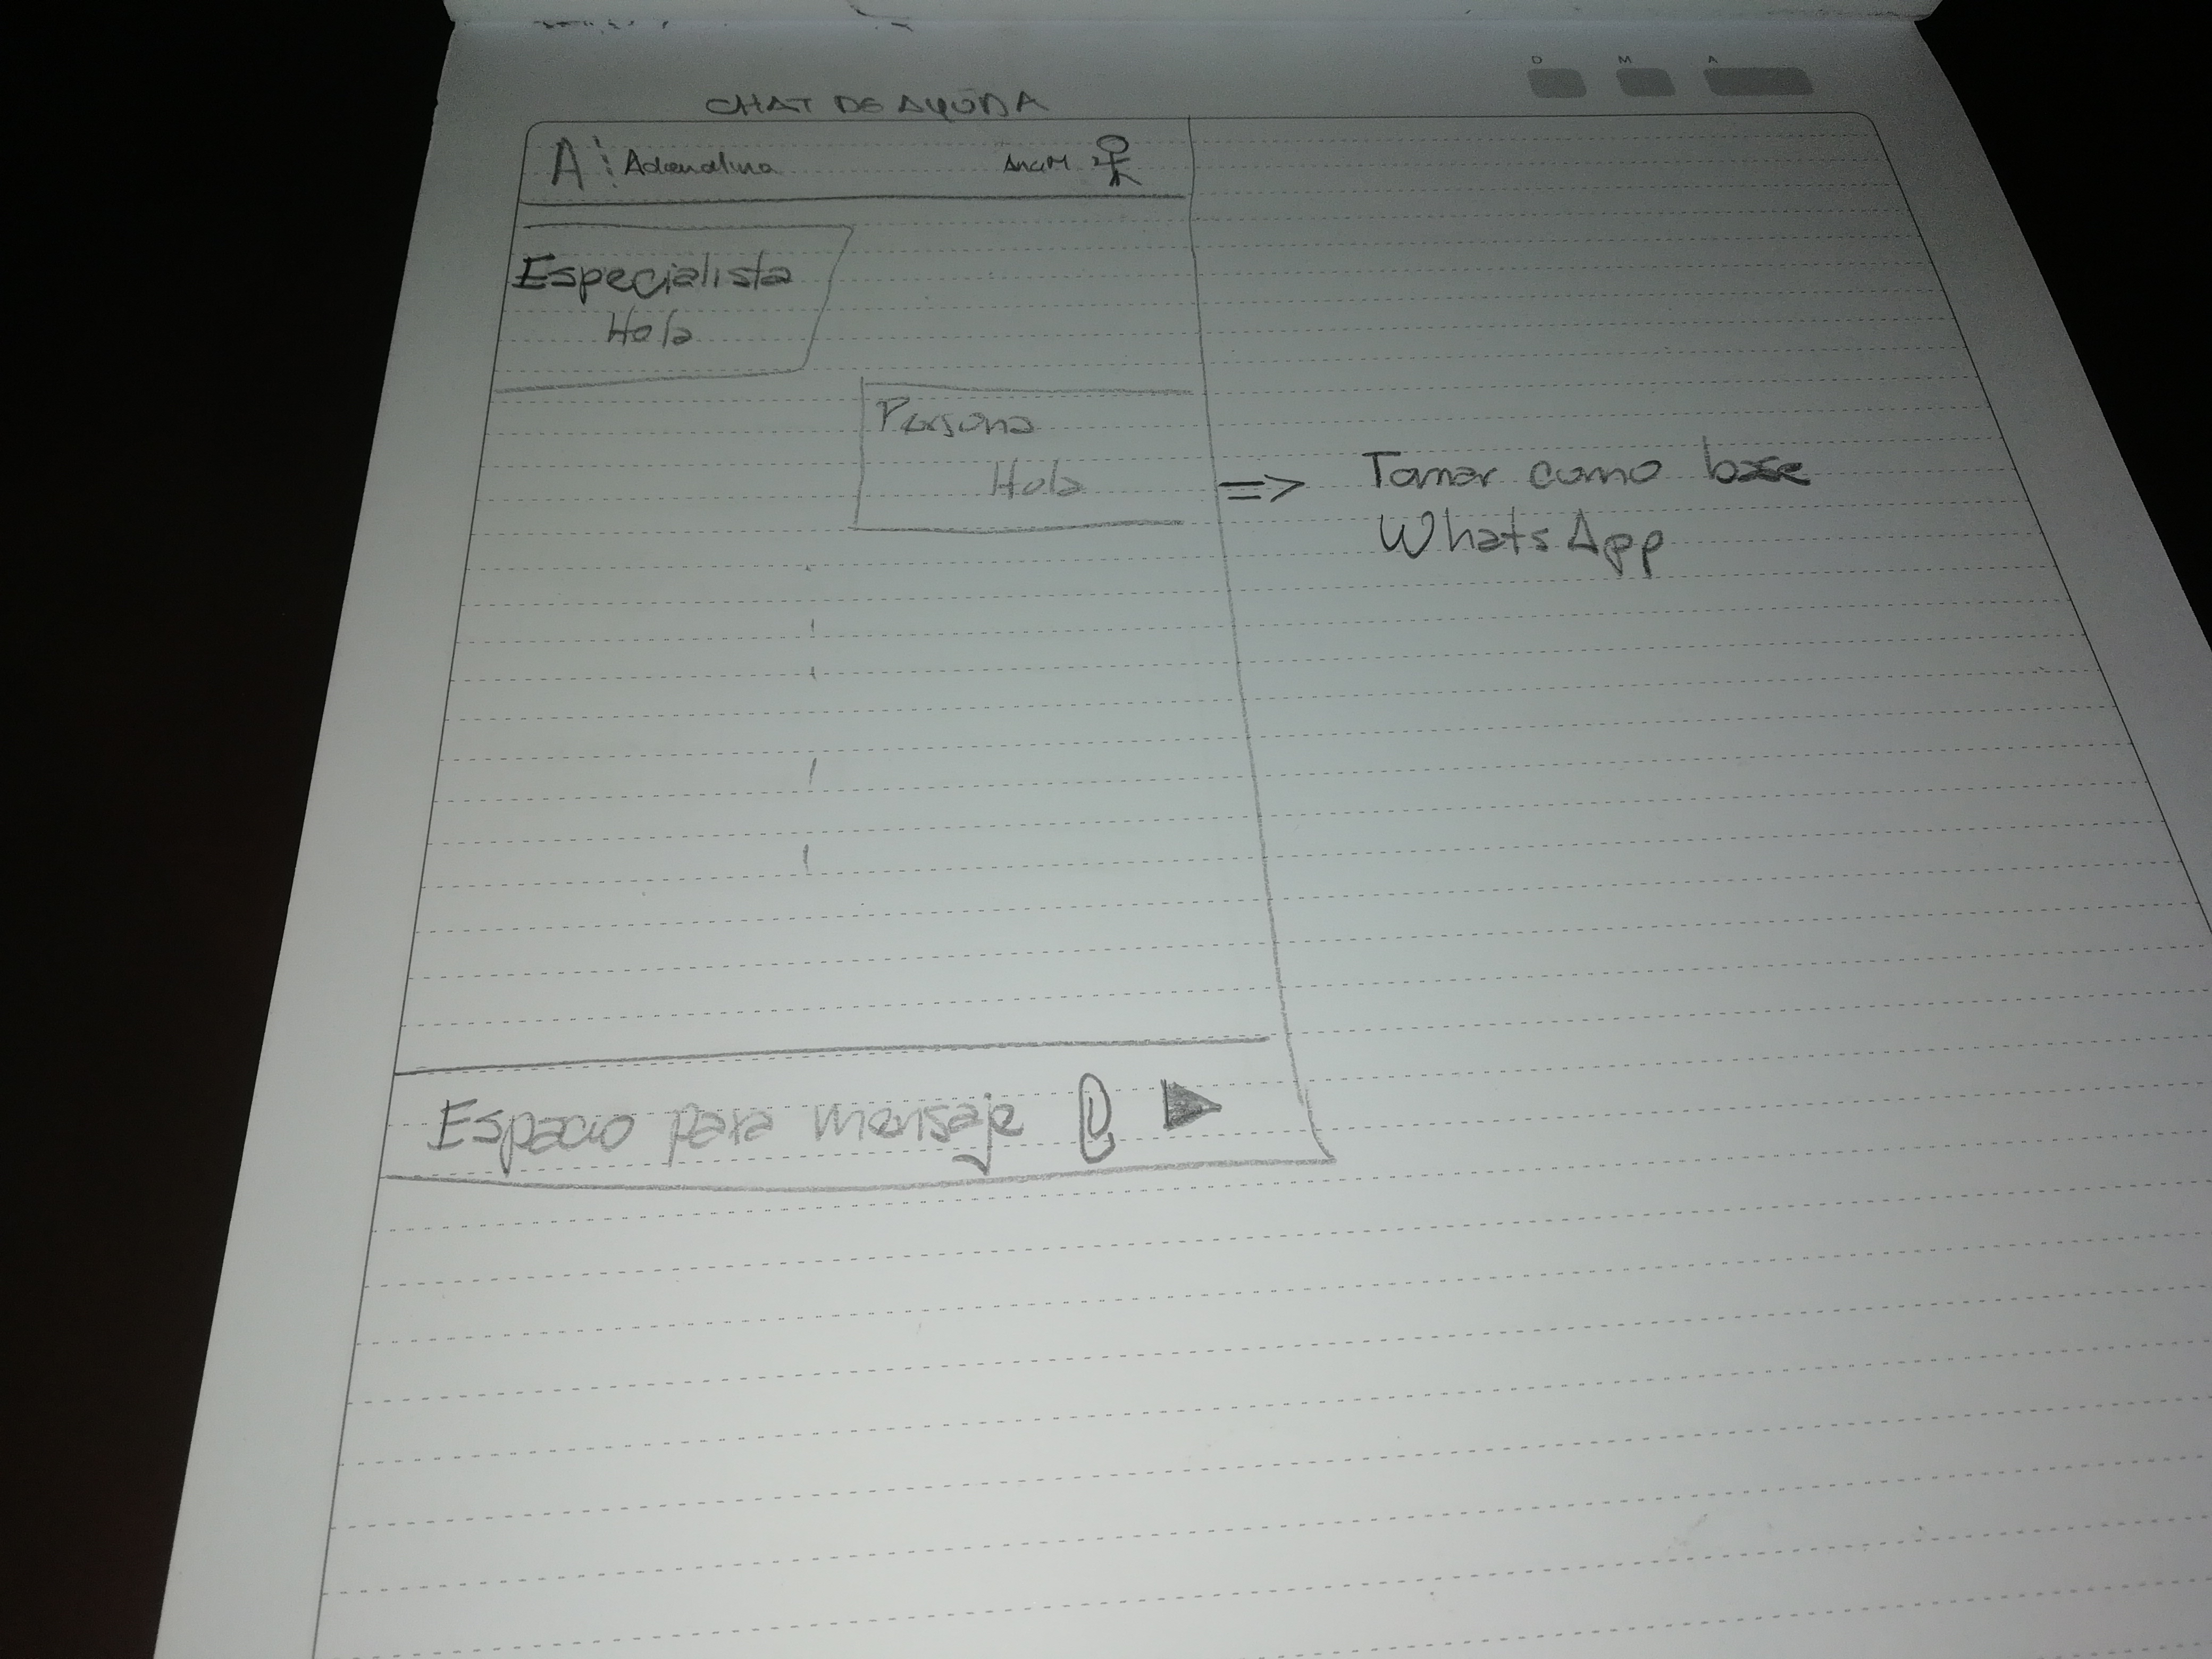 D M A
CHAT DE AYUDA
A Adrenalina AnaM
Especialista
Hola
Persona
Hola
=> Tomar como base
WhatsApp
Espacio para mensaje